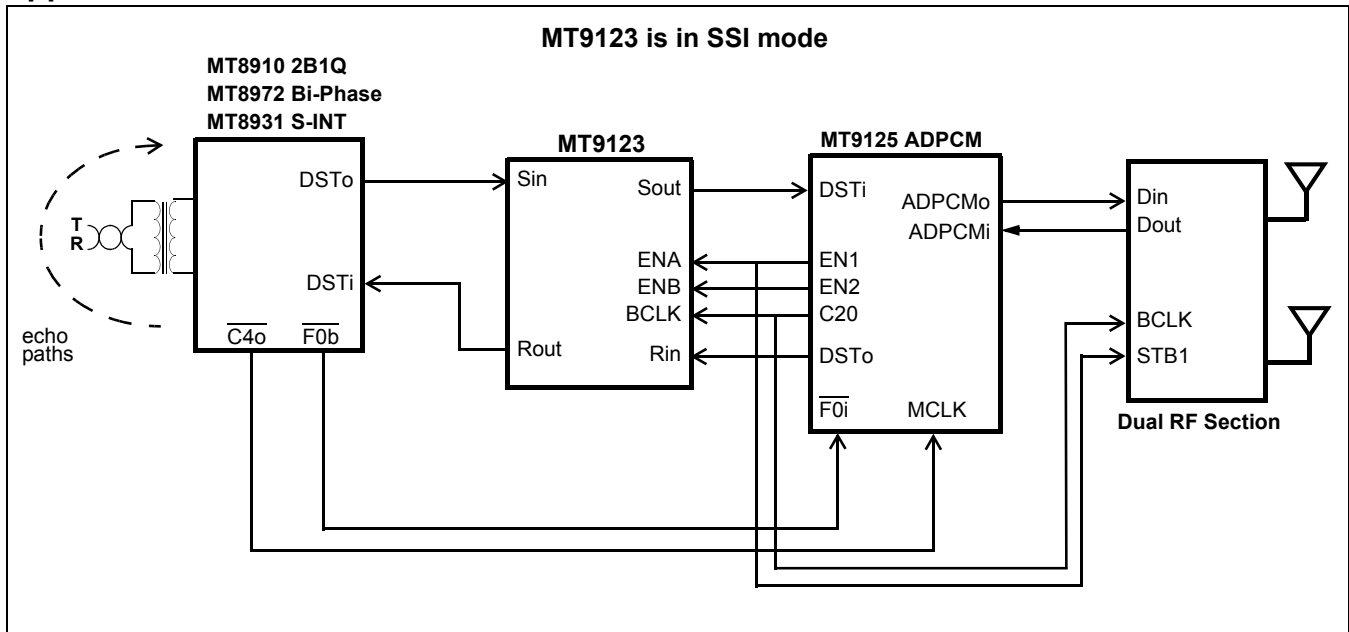 MT9123 is in SSI mode
MT8910 2B1Q
MT8972 Bi-Phase
MT8931 S-INT
MT9123
MT9125 ADPCM
T
R
echo
paths
DSTo
DSTi
C4o
F0b
Sin
Sout
ENA
ENB
BCLK
Rin
Rout
DSTi
ADPCMo
ADPCMi
EN1
EN2
C20
DSTo
F0i
MCLK
Din
Dout
BCLK
STB1
Dual RF Section